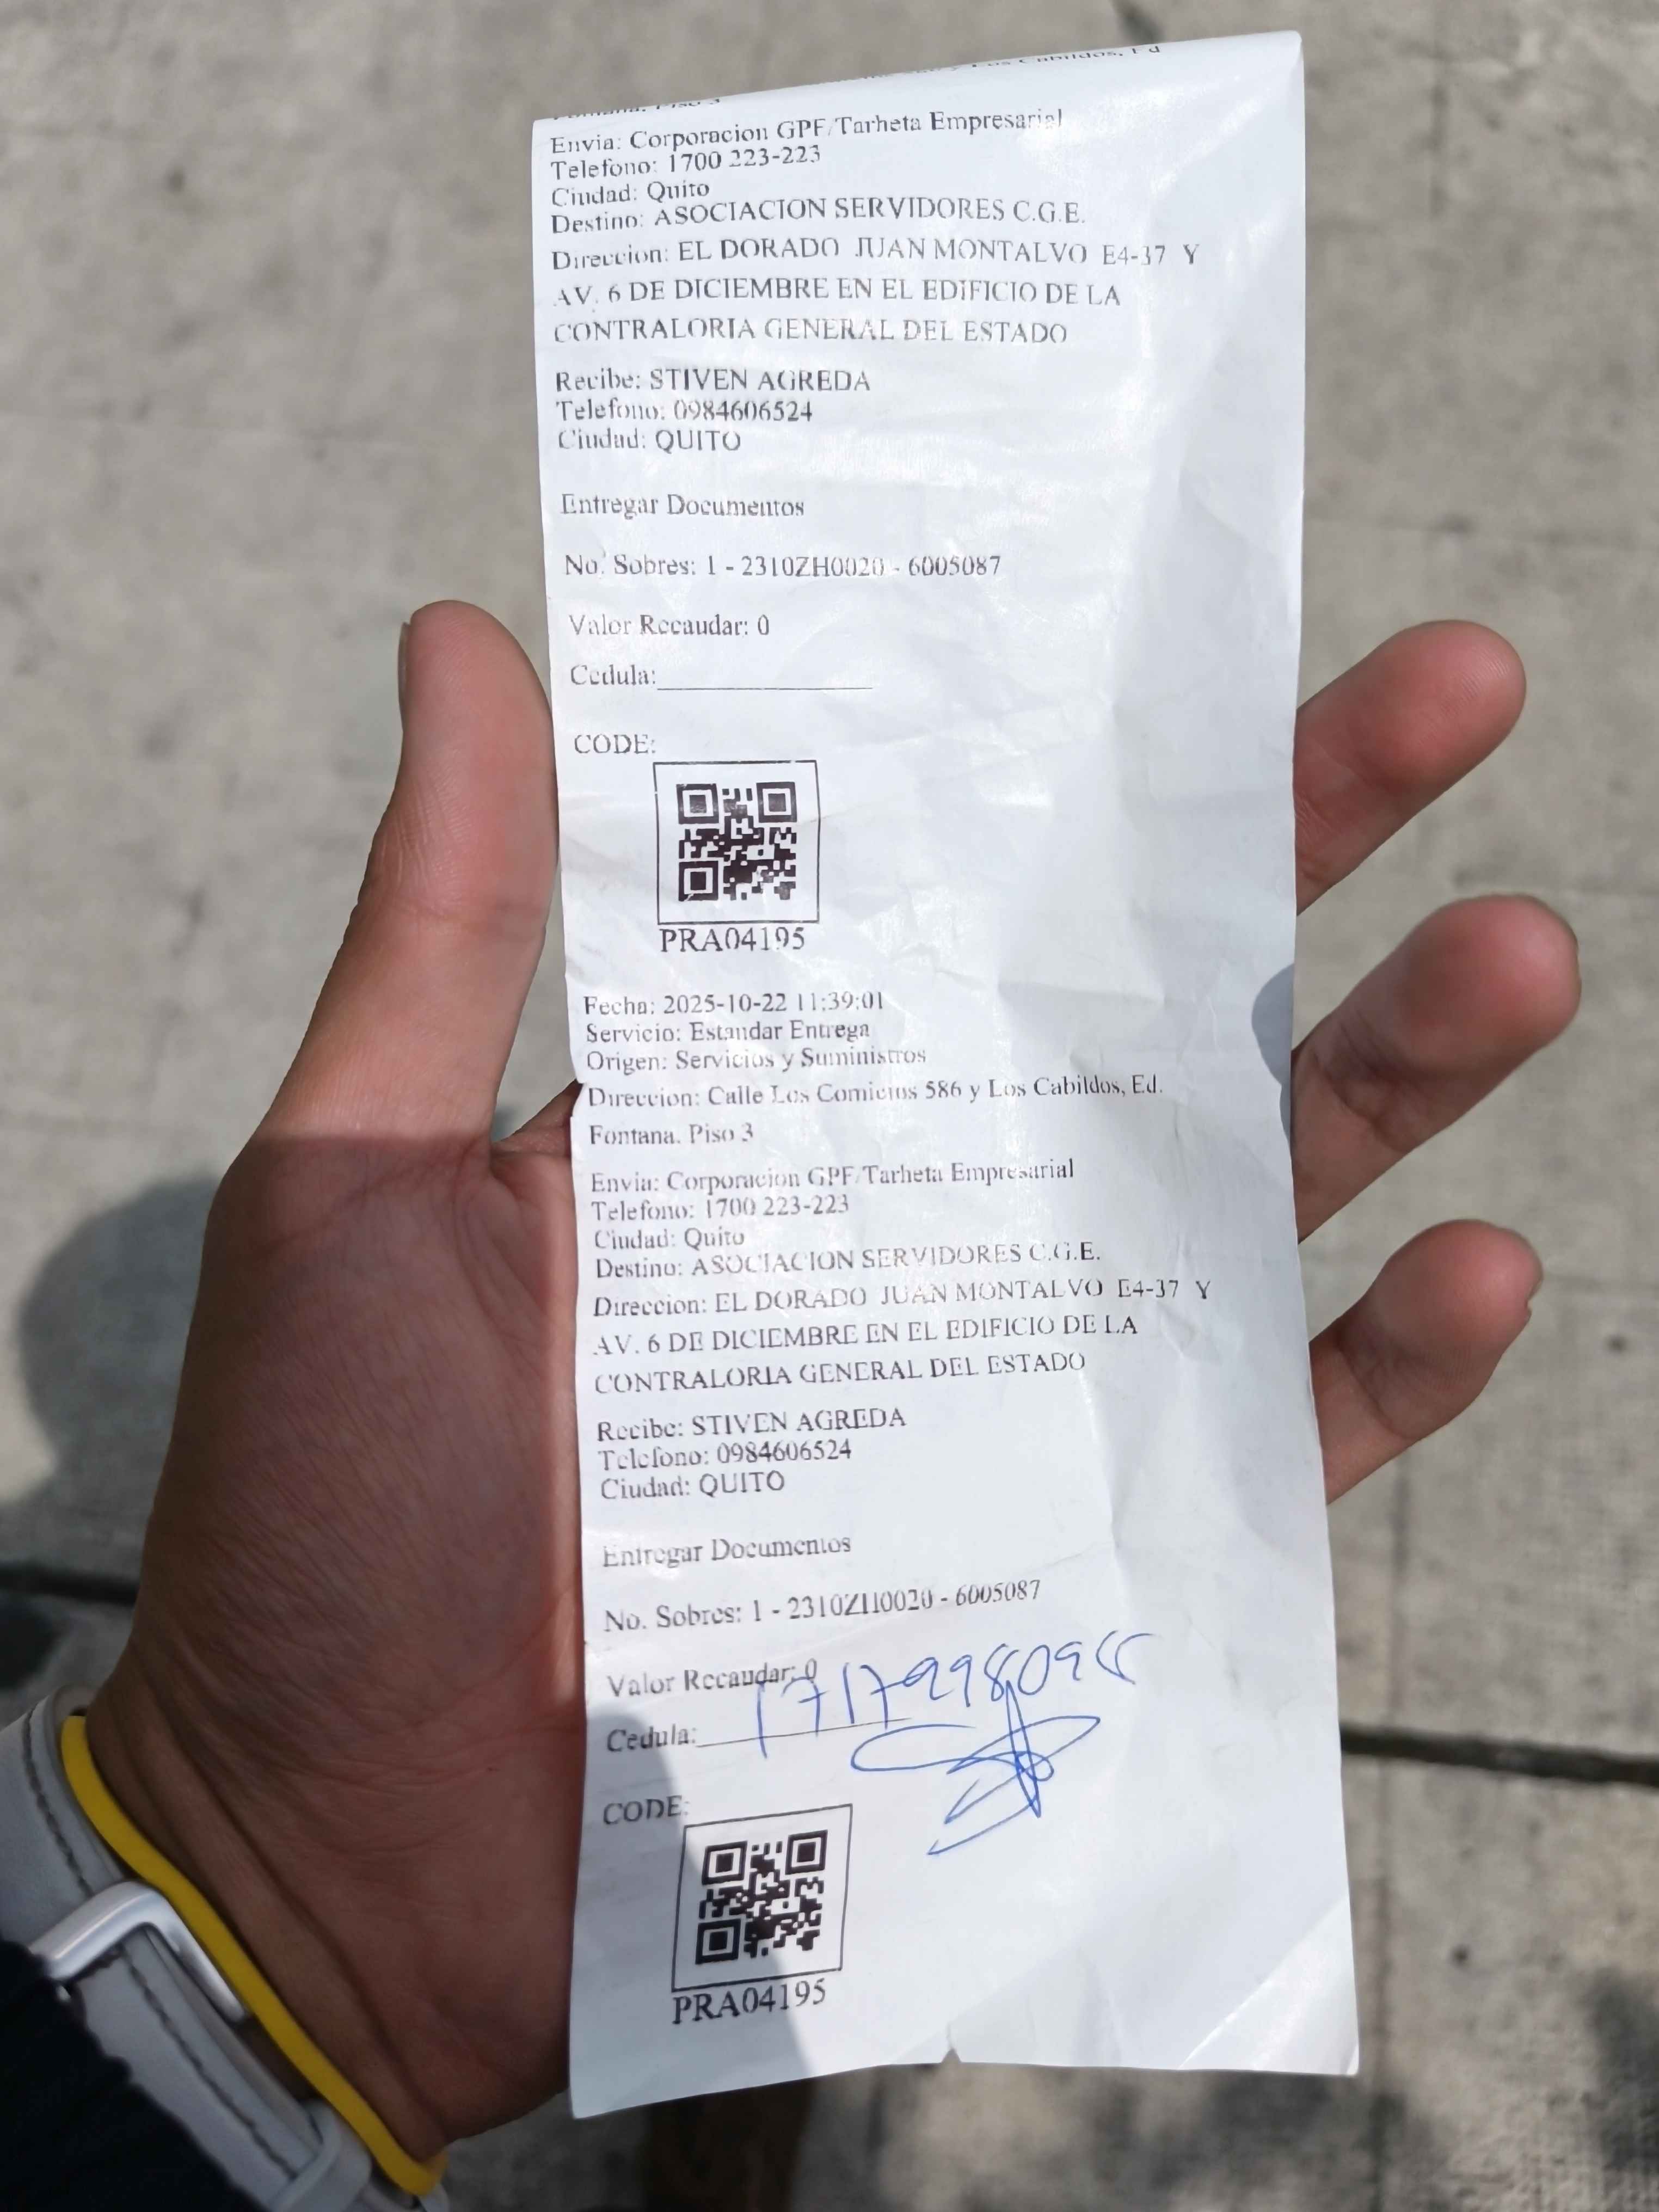 Los Cabildos, Ed
Piso 3
Envia: Corporacion GPF/Tarheta Empresarial
Telefono: 1700 223-223
Ciudad: Quito
Destino: ASOCIACION SERVIDORES C.G.E.
Direccion: EL DORADO JUAN MONTALVO E4-37 Y
AV. 6 DE DICIEMBRE EN EL EDIFICIO DE LA
CONTRALORIA GENERAL DEL ESTADO
Recibe: STIVEN AGREDA
Telefono: 0984606524
Ciudad: QUITO
Entregar Documentos
No. Sobres: 1 - 2310ZH0020 - 6005087
Valor Recaudar: 0
Cedula:
CODE:
PRA04195
Fecha: 2025-10-22 11:39:01
Servicio: Estandar Entrega
Origen: Servicios y Suministros
Direccion: Calle Los Comicios 586 y Los Cabildos, Ed.
Fontana. Piso 3
Envia: Corporacion GPF/Tarheta Empresarial
Telefono: 1700 223-223
Ciudad: Quito
Destino: ASOCIACION SERVIDORES C.G.E.
Direccion: EL DORADO JUAN MONTALVO E4-37 Y
AV. 6 DE DICIEMBRE EN EL EDIFICIO DE LA
CONTRALORIA GENERAL DEL ESTADO
Recibe: STIVEN AGREDA
Telefono: 0984606524
Ciudad: QUITO
Entregar Documentos
No. Sobres: 1 - 2310ZH0020 - 6005087
Valor Recaudar: 0
Cedula:
CODE:
PRA04195